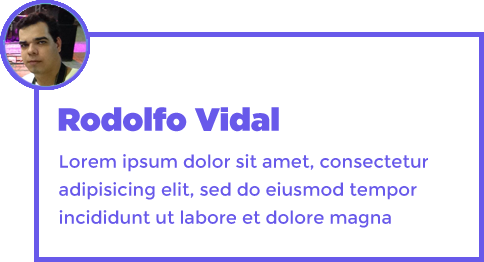 Rodolfo Vidal
Lorem ipsum dolor sit amet, consectetur
adipisicing elit, sed do eiusmod tempor
incididunt ut labore et dolore magna